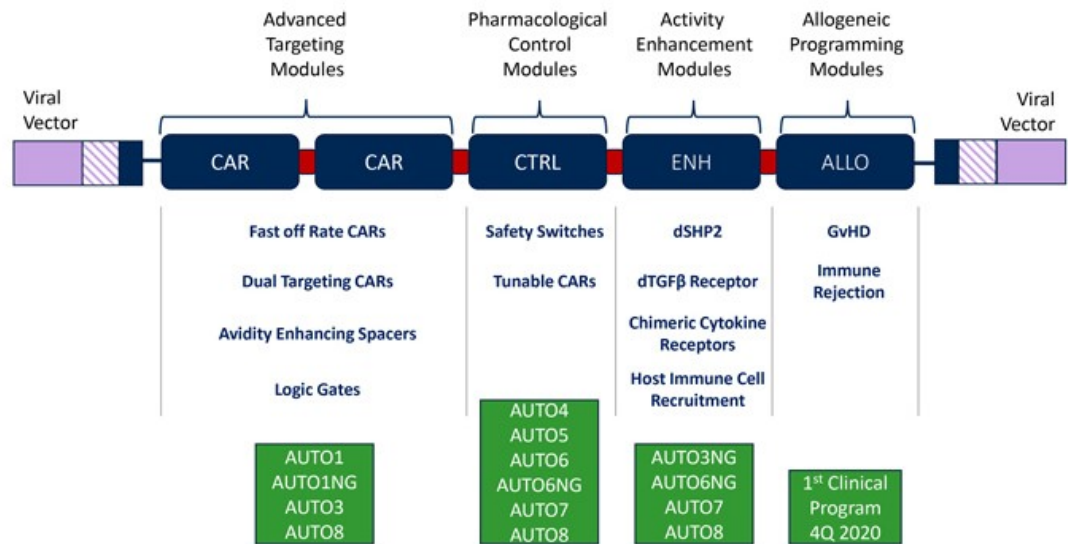 Advanced
Targeting
Modules
Pharmacological
Control
Modules
Activity
Enhancement
Modules
Allogeneic
Programming
Modules
Viral
Vector
Viral
Vector
CAR
CAR
CTRL
ENH
ALLO
Fast off Rate CARs
Dual Targeting CARs
Avidity Enhancing Spacers
Logic Gates
Safety Switches
Tunable CARs
dSHP2
dTGFβ Receptor
Chimeric Cytokine
Receptors
Host Immune Cell
Recruitment
GvHD
Immune
Rejection
AUTO1
AUTO1NG
AUTO3
AUTO8
AUTO4
AUTO5
AUTO6
AUTO6NG
AUTO7
AUTO8
AUTO3NG
AUTO6NG
AUTO7
AUTO8
1st Clinical
Program
4Q 2020